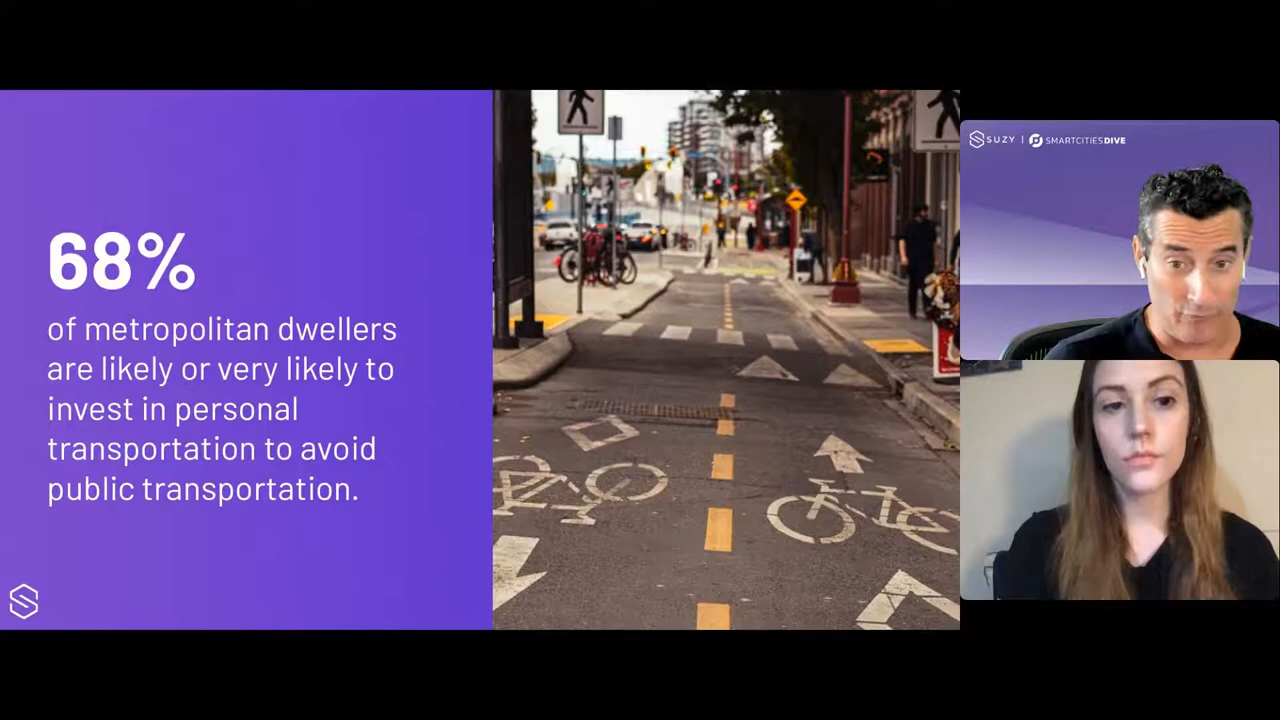 68%
of metropolitan dwellers
are likely or very likely to
invest in personal
transportation to avoid
public transportation.
SUZY | SMARTCITIESDIVE